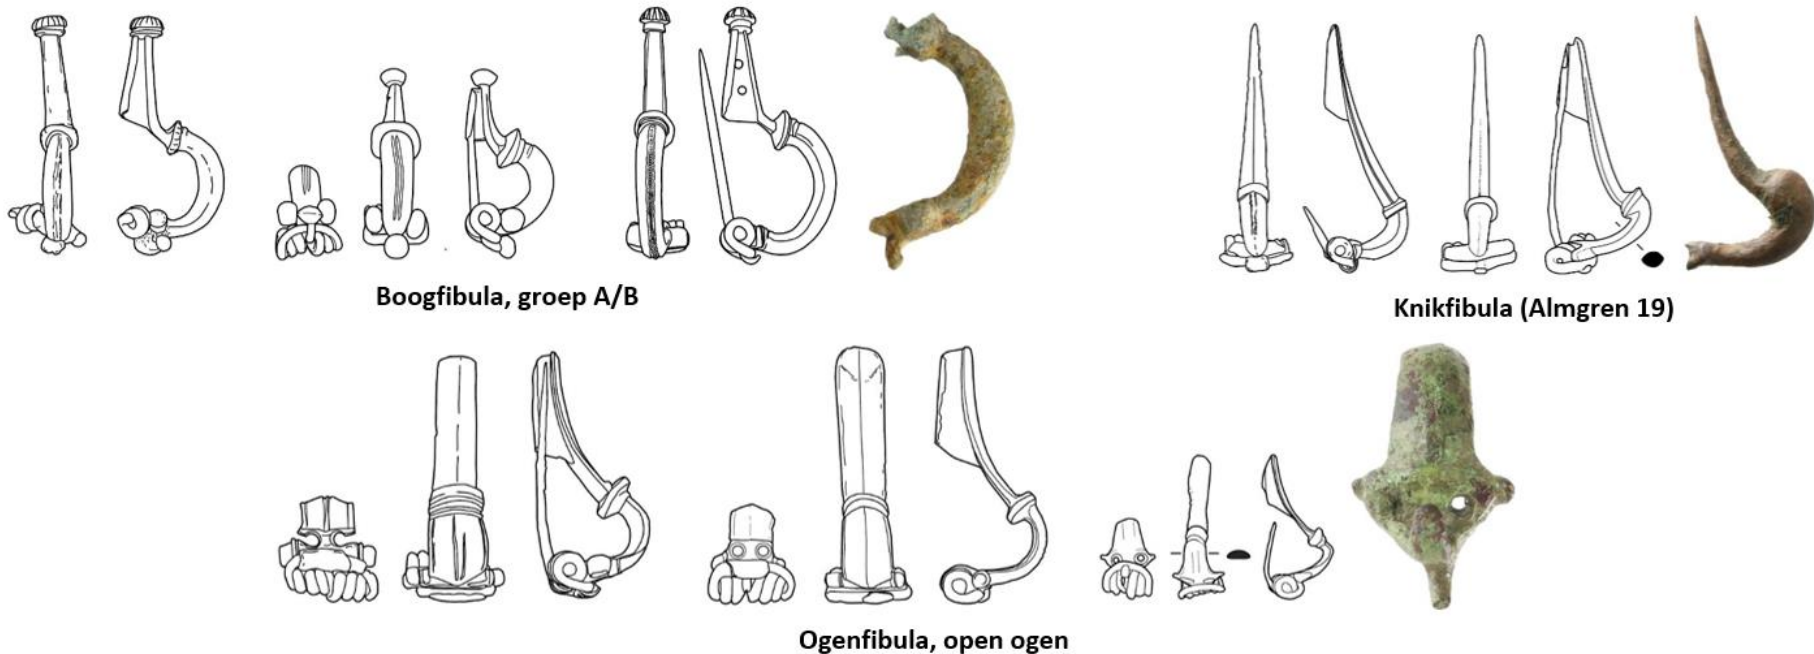 Boogfibula, groep A/B
Knikfibula (Almgren 19)
Ogenfibula, open ogen